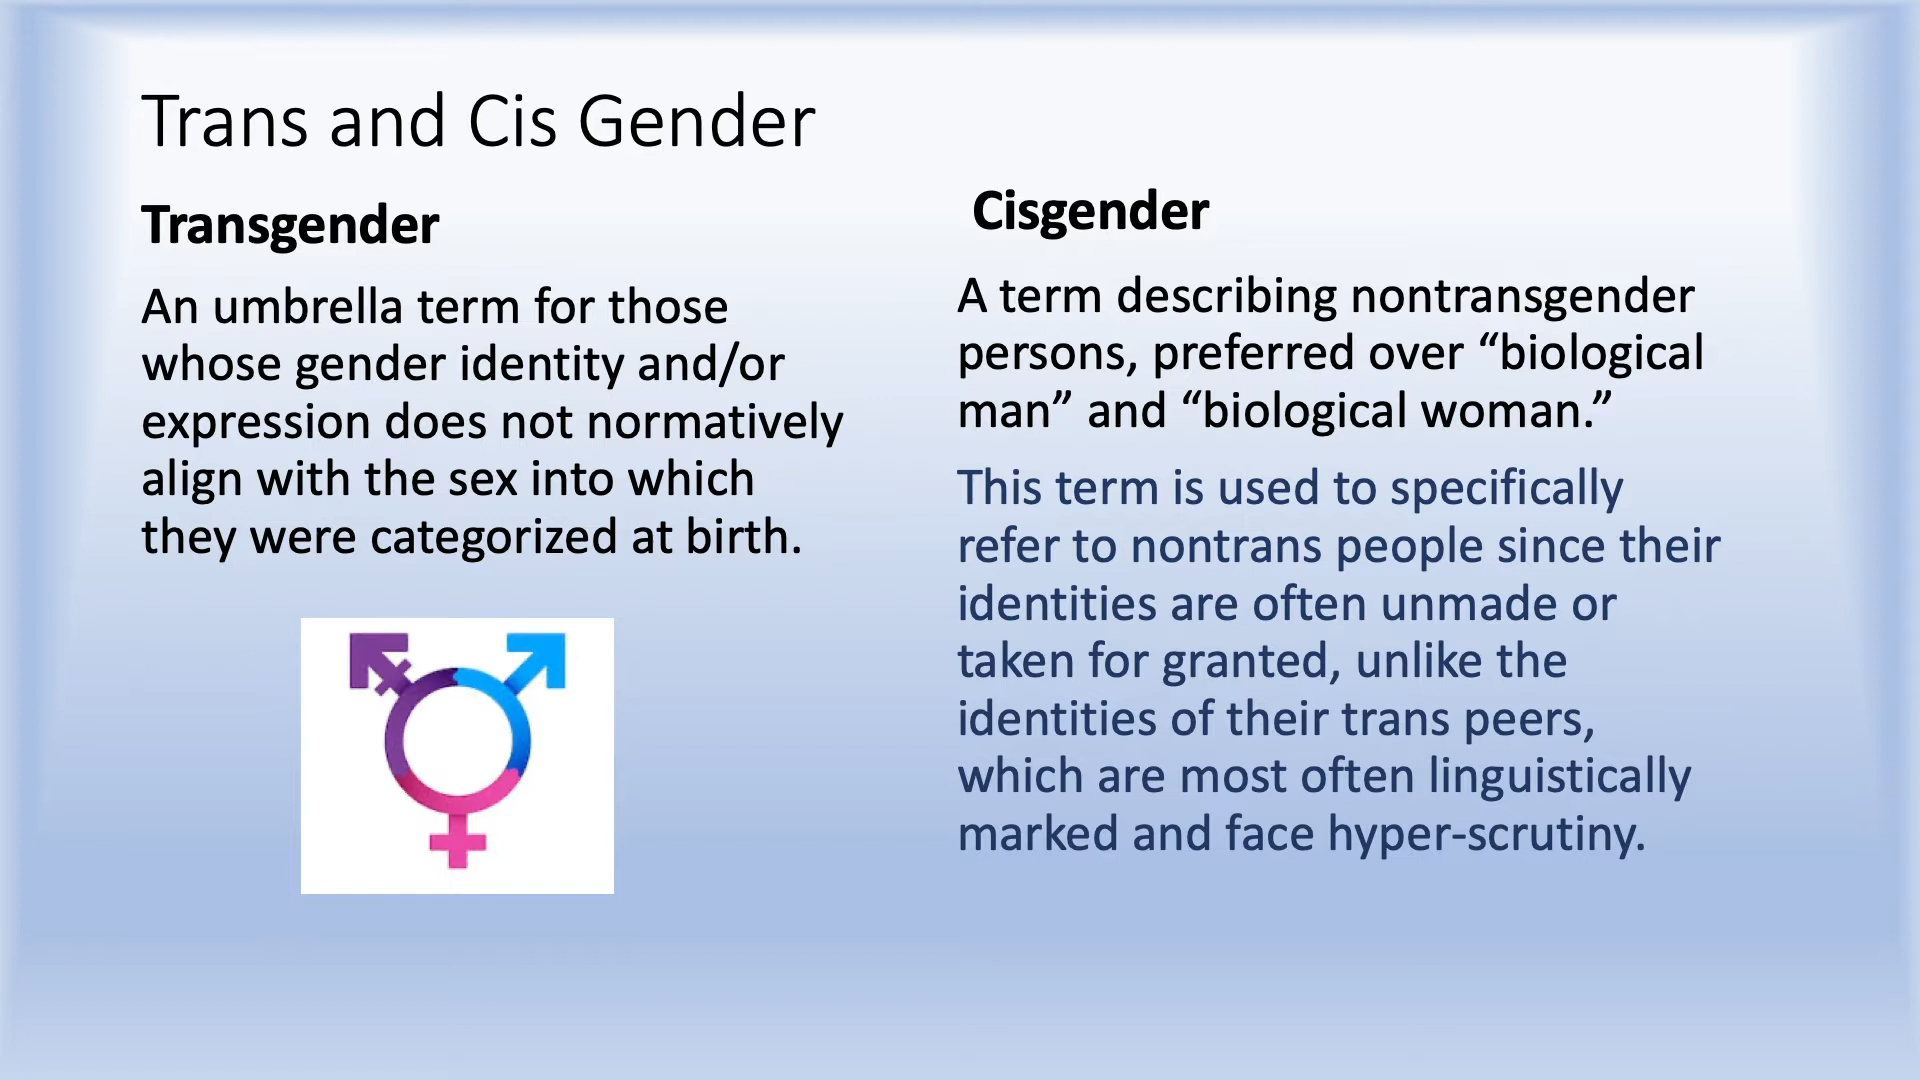 Trans and Cis Gender
Transgender
An umbrella term for those
whose gender identity and/or
expression does not normatively
align with the sex into which
they were categorized at birth.
Cisgender
A term describing nontransgender
persons, preferred over “biological
man” and “biological woman.”
This term is used to specifically
refer to nontrans people since their
identities are often unmade or
taken for granted, unlike the
identities of their trans peers,
which are most often linguistically
marked and face hyper-scrutiny.